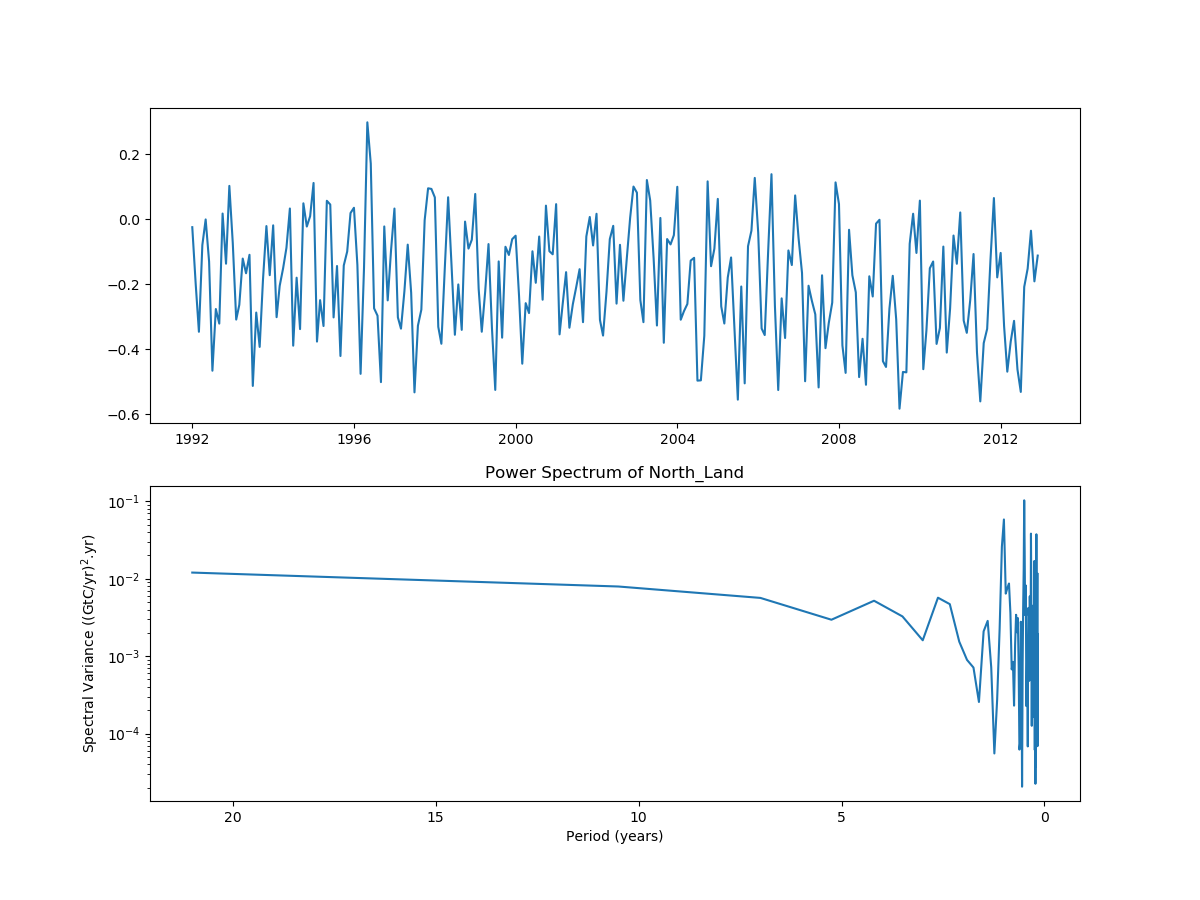 0.2
0.0
−0.2
−0.4
−0.6
1992 1996 2000 2004 2008 2012
Power Spectrum of North_Land
Spectral Variance ((GtC/yr)².yr)
10⁻¹
10⁻²
10⁻³
10⁻⁴
20 15 10 5 0
Period (years)